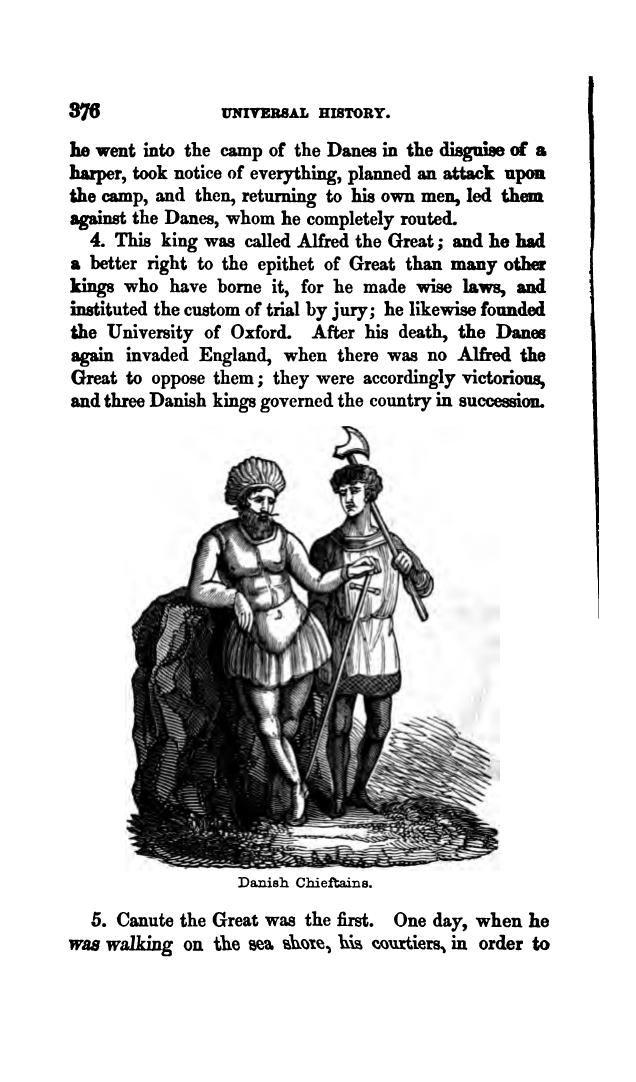 376 UNIVERSAL HISTORY.
he went into the camp of the Danes in the disguise of a
harper, took notice of everything, planned an attack upon
the camp, and then, returning to his own men, led them
against the Danes, whom he completely routed.
4. This king was called Alfred the Great; and he had
a better right to the epithet of Great than many other
kings who have borne it, for he made wise laws, and
instituted the custom of trial by jury; he likewise founded
the University of Oxford. After his death, the Danes
again invaded England, when there was no Alfred the
Great to oppose them; they were accordingly victorious,
and three Danish kings governed the country in succession.
Danish Chieftains.
5. Canute the Great was the first. One day, when he
was walking on the sea shore, his courtiers, in order to